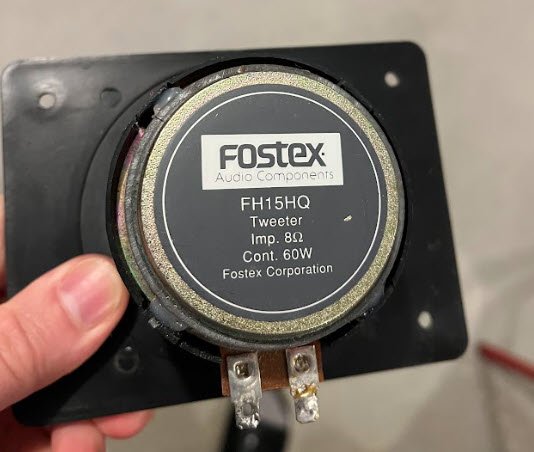 Fostex
Audio Components
FH15HQ
Tweeter
Imp. 8Ω
Cont. 60W
Fostex Corporation